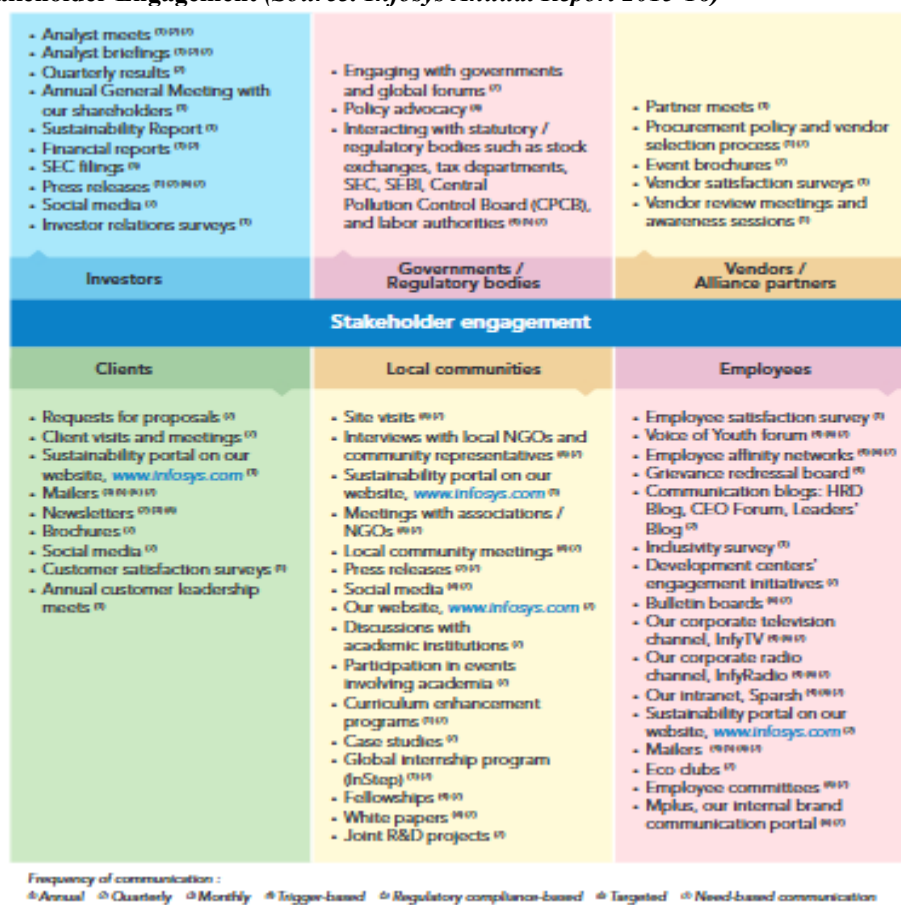 Stakeholder Engagement (Source: Infosys Annual Report 2015-16)
- Analyst meets
- Analyst briefings
- Quarterly results
- Annual General Meeting with
our shareholders
- Sustainability Report
- Financial reports
- SEC filings
- Press releases
- Social media
- Investor relations surveys
Investors
- Engaging with governments
and global forums
- Policy advocacy
- Interacting with statutory /
regulatory bodies such as stock
exchanges, tax departments,
SEC, SEBI, Central
Pollution Control Board (CPCB),
and labor authorities
Governments /
Regulatory bodies
- Partner meets
- Procurement policy and vendor
selection process
- Event brochures
- Vendor satisfaction surveys
- Vendor review meetings and
awareness sessions
Vendors /
Alliance partners
Stakeholder engagement
Clients
- Requests for proposals
- Client visits and meetings
- Sustainability portal on our
website, www.infosys.com
- Mailers
- Newsletters
- Brochures
- Social media
- Customer satisfaction surveys
- Annual customer leadership
meets
Local communities
- Site visits
- Interviews with local NGOs and
community representatives
- Sustainability portal on our
website, www.infosys.com
- Meetings with associations /
NGOs
- Local community meetings
- Press releases
- Social media
- Our website, www.infosys.com
- Discussions with
academic institutions
- Participation in events
involving academia
- Curriculum enhancement
programs
- Case studies
- Global internship program
(InStep)
- Fellowships
- White papers
- Joint R&D projects
Employees
- Employee satisfaction survey
- Voice of Youth forum
- Employee affinity networks
- Grievance redressal board
- Communication blogs: HRD
Blog, CEO Forum, Leaders'
Blog
- Inclusivity survey
- Development centers'
engagement initiatives
- Bulletin boards
- Our corporate television
channel, InfyTV
- Our corporate radio
channel, InfyRadio
- Our intranet, Sparsh
- Sustainability portal on our
website, www.infosys.com
- Mailers
- Eco clubs
- Employee committees
- Mplus, our internal brand
communication portal
Frequency of communication :
Annual Quarterly Monthly Trigger-based Regulatory compliance-based Targeted Need-based communication